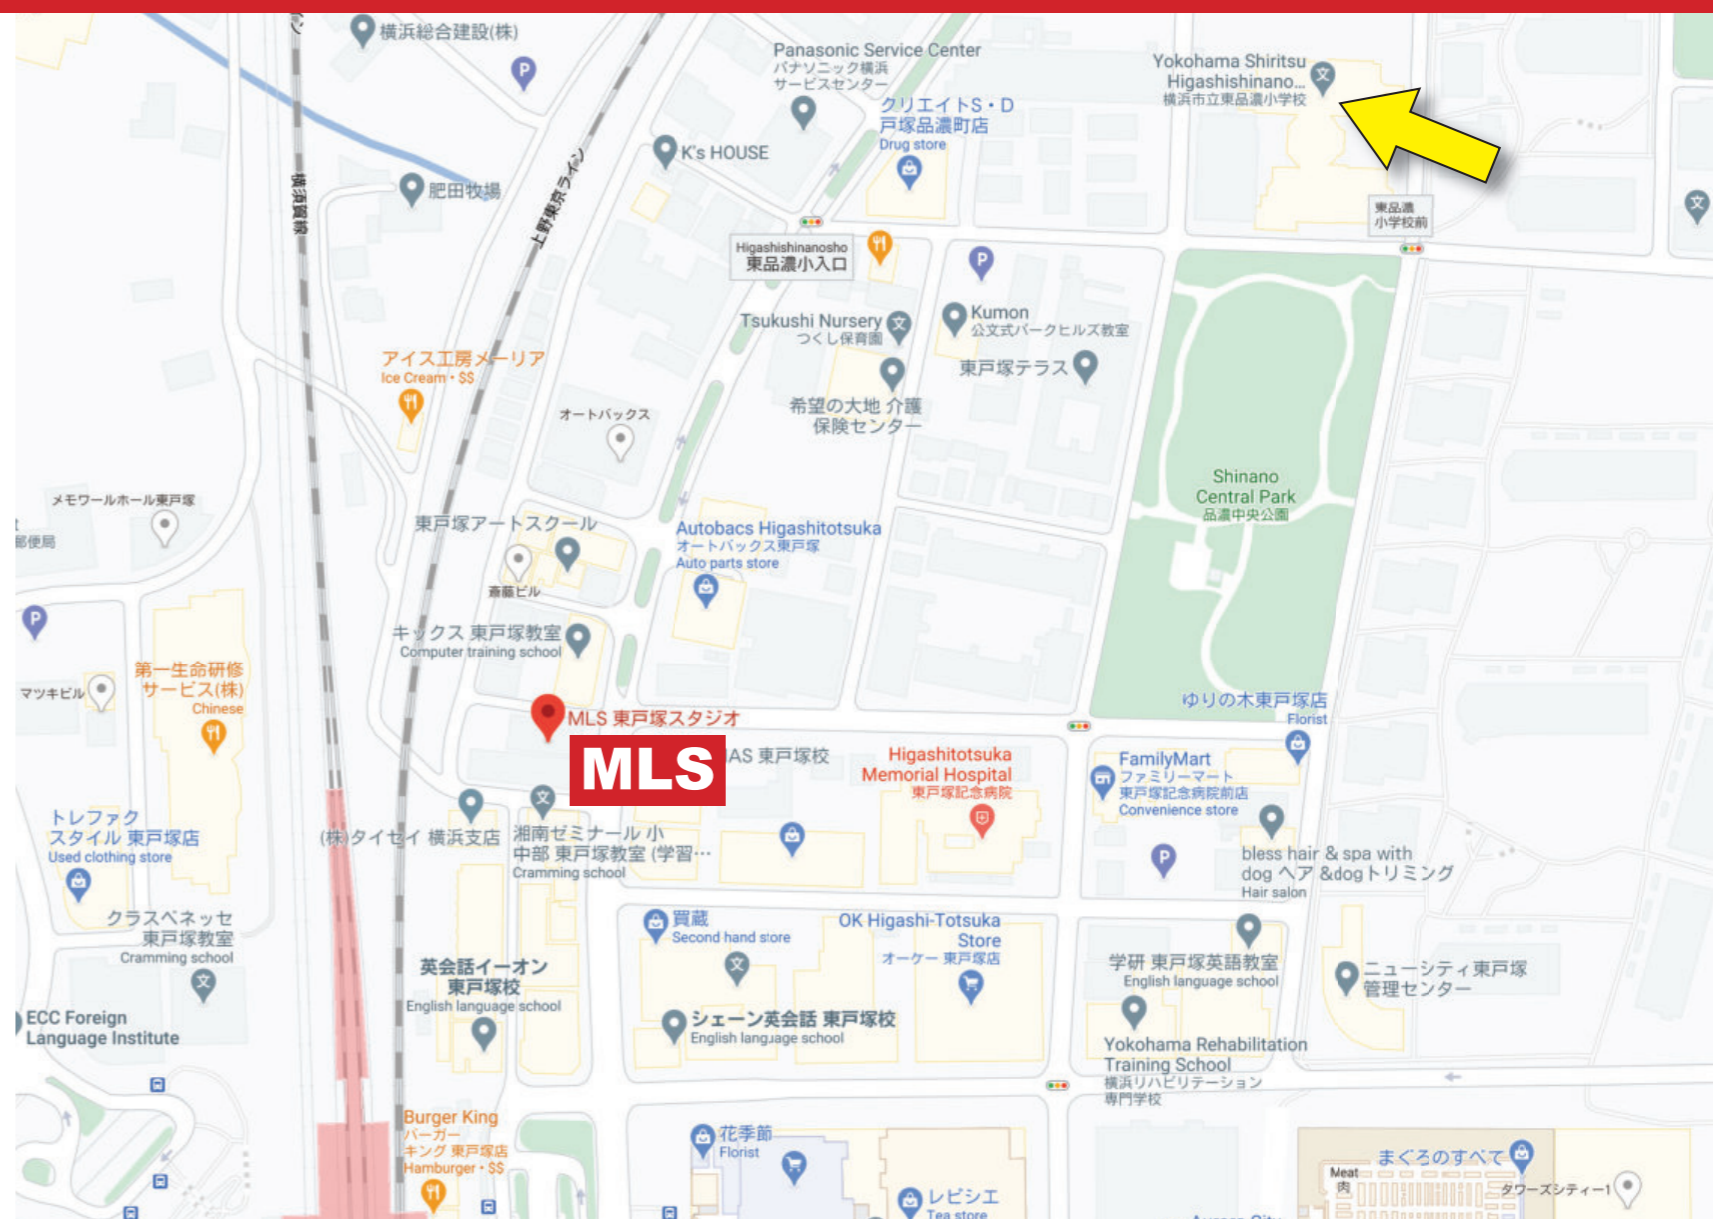 横浜総合建設(株)
Panasonic Service Center
パナソニック横浜
サービスセンター
Yokohama Shiritsu
Higashishinano...
横浜市立東品濃小学校
クリエイトS・D
戸塚品濃町店
Drug store
K's HOUSE
肥田牧場
横須賀線
上野東京ライン
東品濃
小学校前
Higashishinanosho
東品濃小入口
Tsukushi Nursery
つくし保育園
Kumon
公文式パークヒルズ教室
東戸塚テラス
アイス工房メーリア
Ice Cream・$$
オートバックス
希望の大地 介護
保険センター
Shinano
Central Park
品濃中央公園
メモワールホール東戸塚
郵便局
東戸塚アートスクール
斎藤ビル
Autobacs Higashitotsuka
オートバックス東戸塚
Auto parts store
キックス 東戸塚教室
Computer training school
第一生命研修
サービス(株)
Chinese
マツキビル
MLS 東戸塚スタジオ
MLS
AS 東戸塚校
ゆりの木東戸塚店
Florist
Higashitotsuka
Memorial Hospital
東戸塚記念病院
FamilyMart
ファミリーマート
東戸塚記念病院前店
Convenience store
トレファク
スタイル 東戸塚店
Used clothing store
(株)タイセイ 横浜支店
湘南ゼミナール 小
中部 東戸塚教室 (学習…
Cramming school
bless hair & spa with
dog ヘア &dogトリミング
Hair salon
クラスベネッセ
東戸塚教室
Cramming school
買蔵
Second hand store
OK Higashi-Totsuka
Store
オーケー 東戸塚店
英会話イーオン
東戸塚校
English language school
学研 東戸塚英語教室
English language school
ニューシティ東戸塚
管理センター
ECC Foreign
Language Institute
シェーン英会話 東戸塚校
English language school
Yokohama Rehabilitation
Training School
横浜リハビリテーション
専門学校
Burger King
バーガー
キング 東戸塚店
Hamburger・$$
花季節
Florist
レピシエ
Tea store
まぐろのすべて
Meat
肉
タワーズシティー1
Aurora City
P
P
P
P